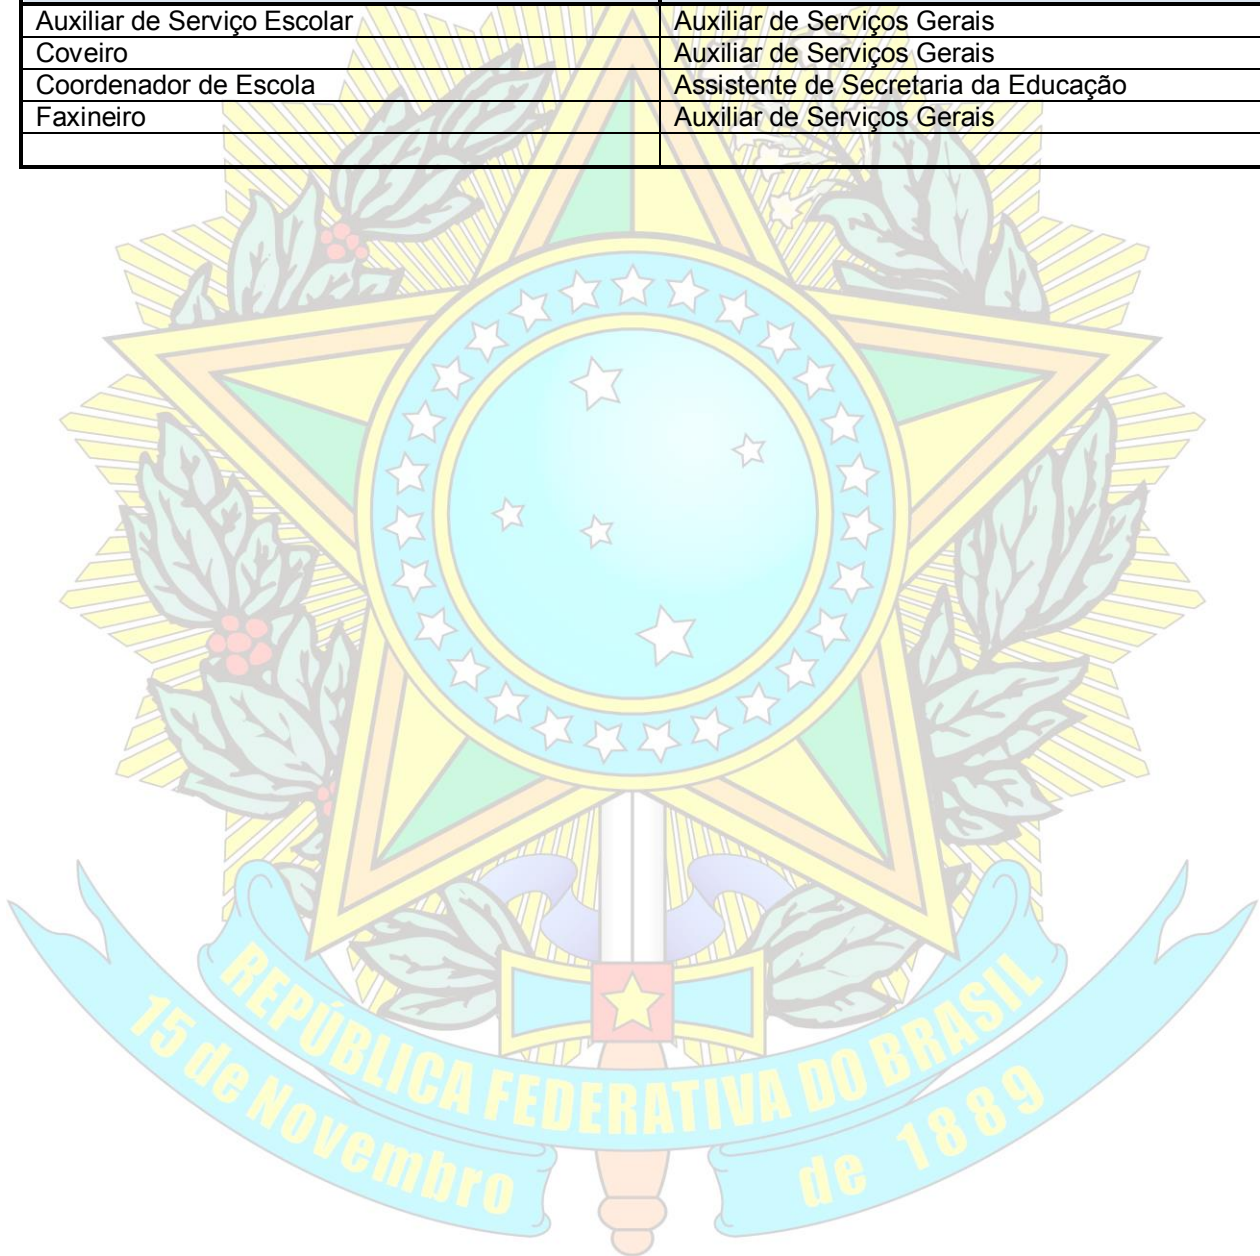 Auxiliar de Serviço Escolar Auxiliar de Serviços Gerais
Coveiro Auxiliar de Serviços Gerais
Coordenador de Escola Assistente de Secretaria da Educação
Faxineiro Auxiliar de Serviços Gerais
REPÚBLICA FEDERATIVA DO BRASIL
15 de Novembro de 1889